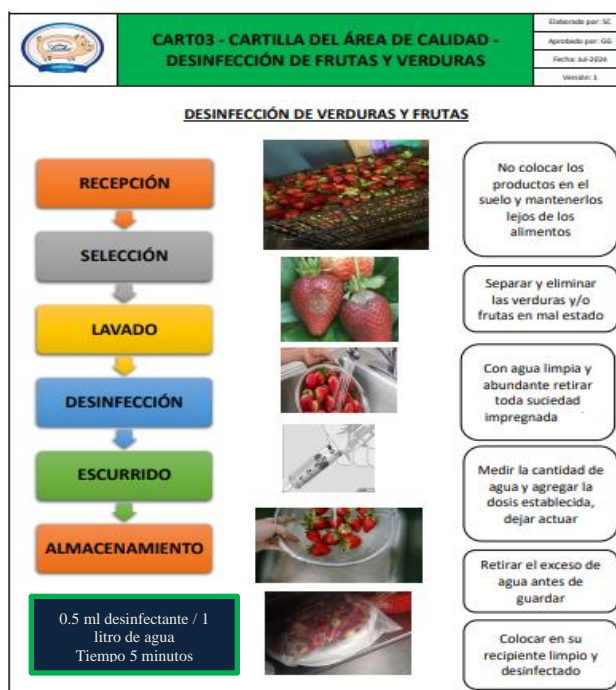 CART03 - CARTILLA DEL ÁREA DE CALIDAD -
DESINFECCIÓN DE FRUTAS Y VERDURAS
Elaborado por: SC
Aprobado por: GG
Fecha: Jul-2024
Versión: 1
DESINFECCIÓN DE VERDURAS Y FRUTAS
RECEPCIÓN
SELECCIÓN
LAVADO
DESINFECCIÓN
ESCURRIDO
ALMACENAMIENTO
0.5 ml desinfectante / 1
litro de agua
Tiempo 5 minutos
No colocar los
productos en el
suelo y mantenerlos
lejos de los
alimentos
Separar y eliminar
las verduras y/o
frutas en mal estado
Con agua limpia y
abundante retirar
toda suciedad
impregnada
Medir la cantidad de
agua y agregar la
dosis establecida,
dejar actuar
Retirar el exceso de
agua antes de
guardar
Colocar en su
recipiente limpio y
desinfectado